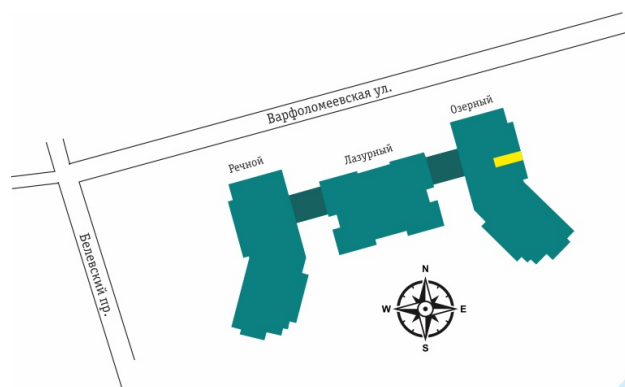 Варфоломеевская ул.
Озерный
Лазурный
Речной
Белевский пр.
N
W E
S